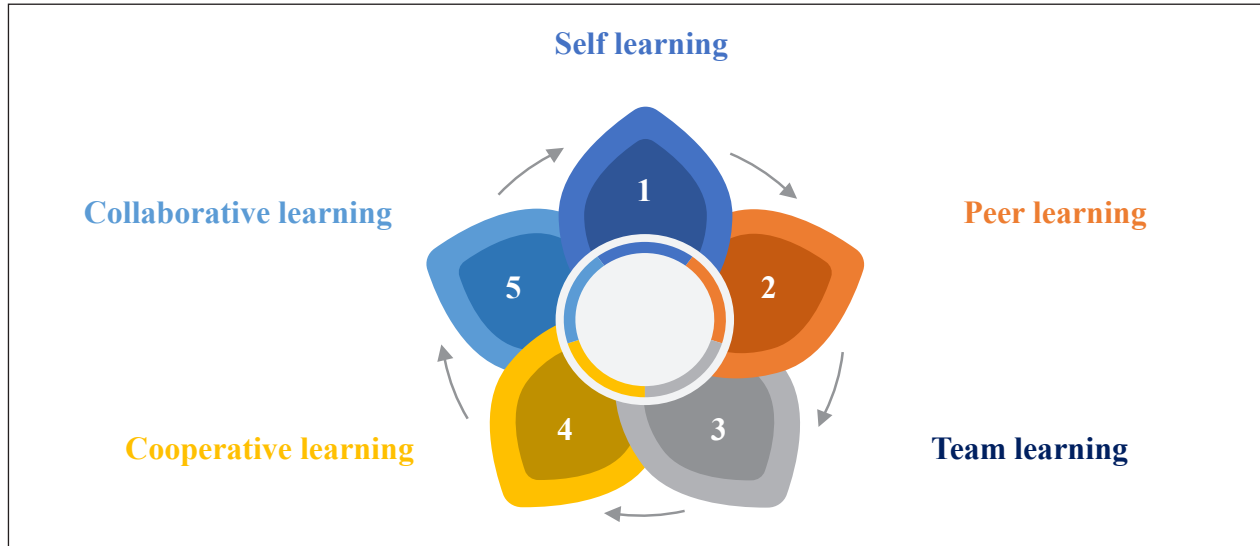 Self learning
1
Collaborative learning
Peer learning
5
2
4
3
Cooperative learning
Team learning